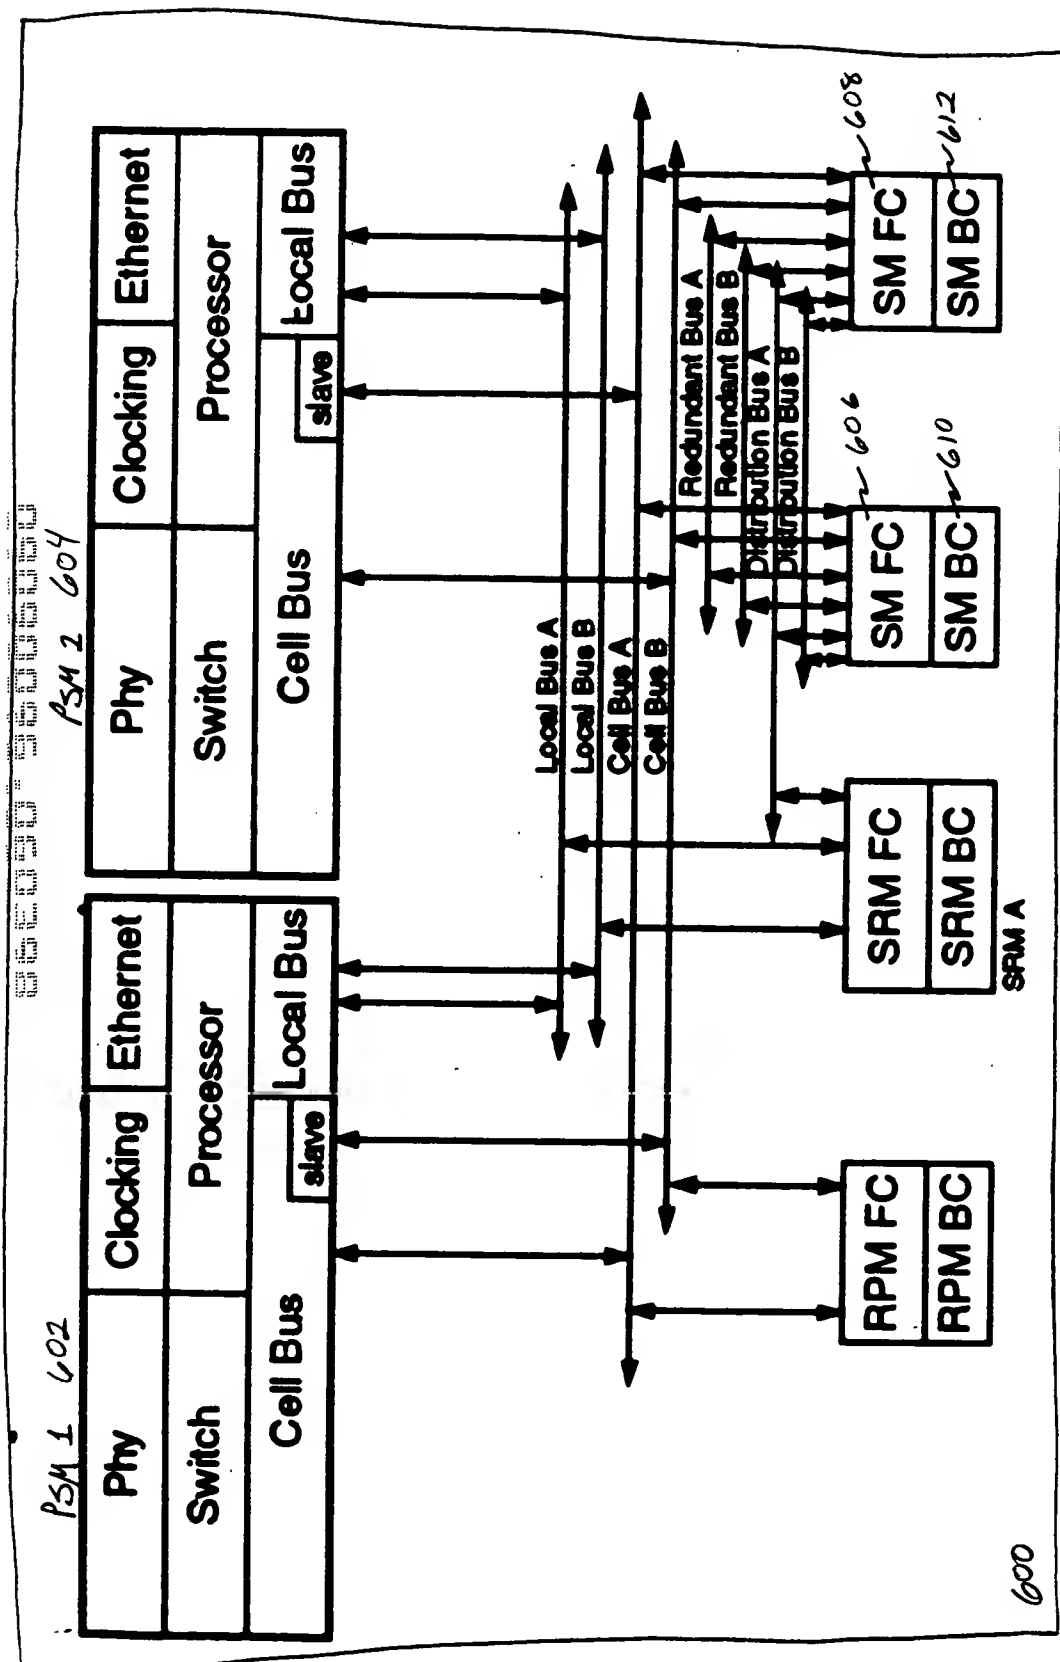 PSM 1 602
Phy
Clocking
Ethernet
Switch
Processor
Cell Bus
slave
Local Bus
PSM 2 604
Phy
Clocking
Ethernet
Switch
Processor
Cell Bus
slave
Local Bus
Local Bus A
Local Bus B
Cell Bus A
Cell Bus B
Redundant Bus A
Redundant Bus B
Distribution Bus A
Distribution Bus B
RPM FC
RPM BC
SRM FC
SRM BC
SRM A
SM FC
606
SM BC
610
SM FC
608
SM BC
612
600